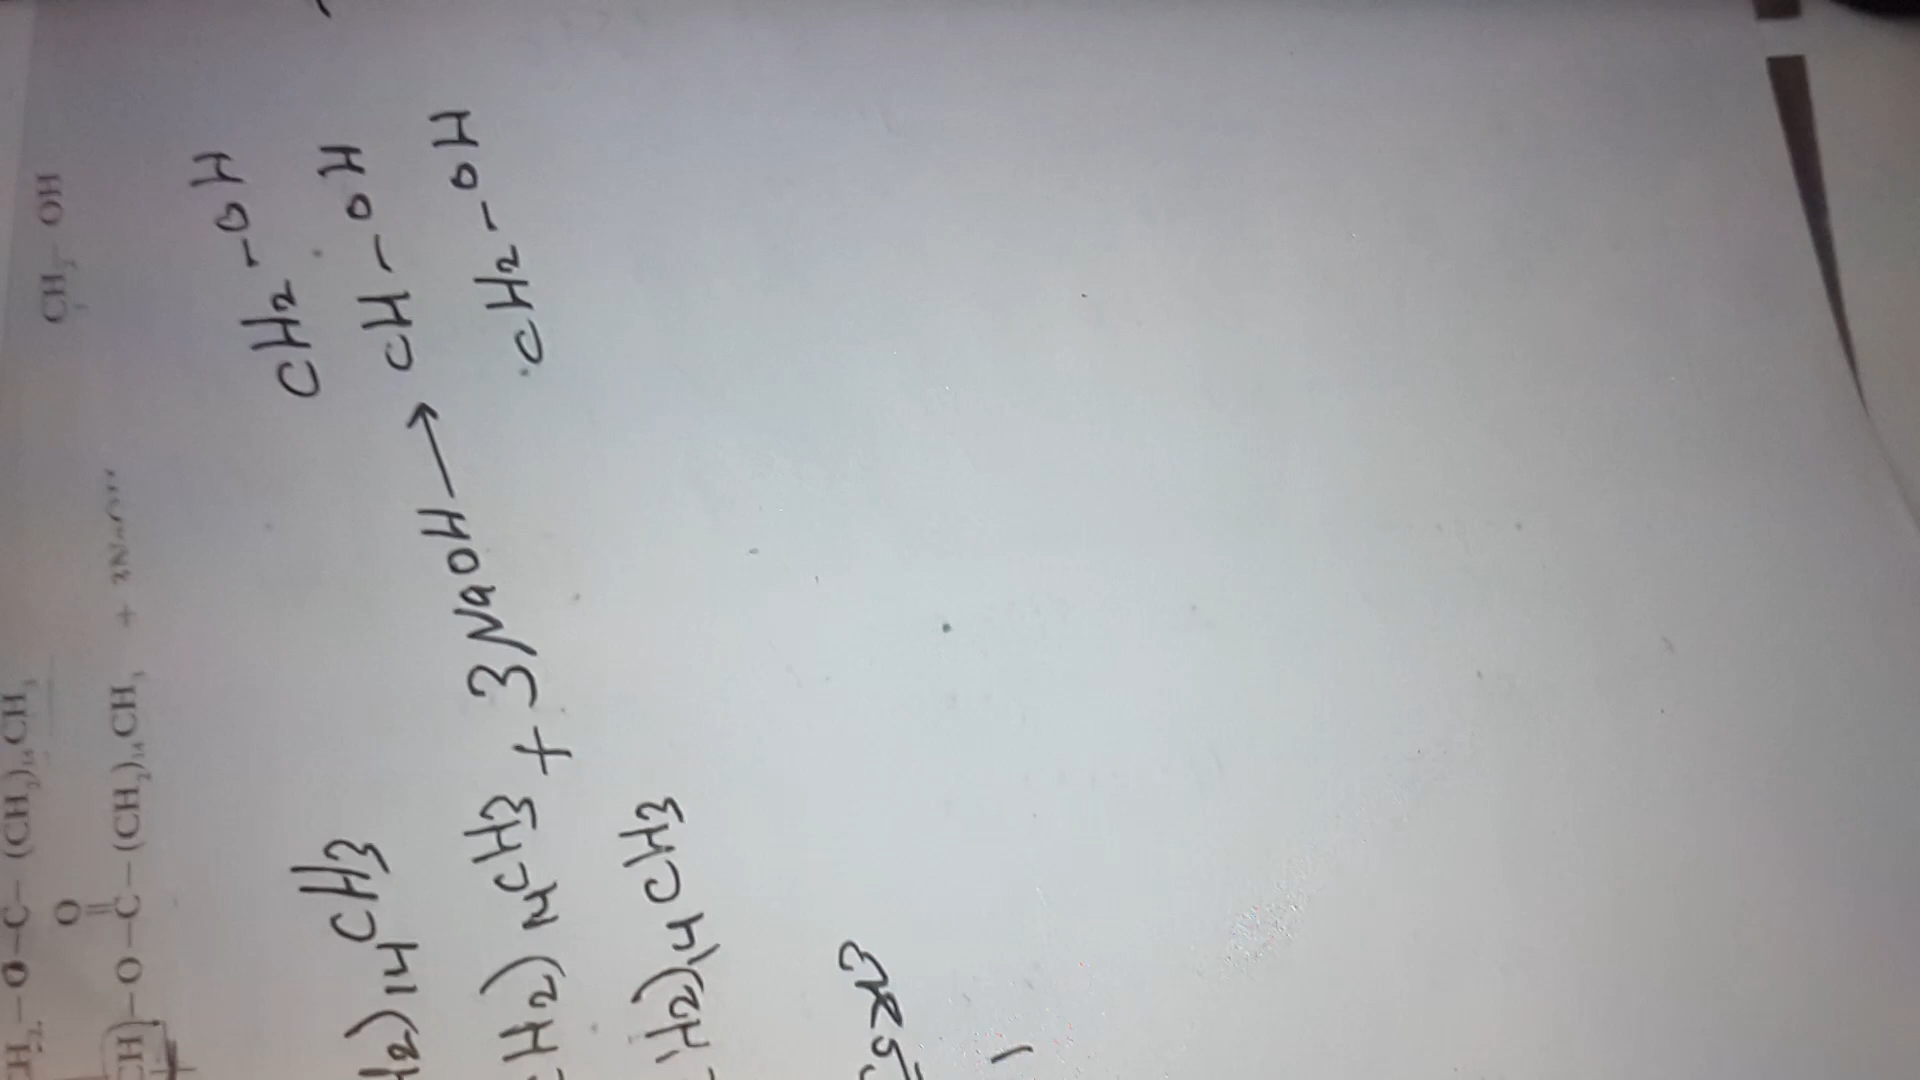 CH₂-O-C-(CH₂)₁₄CH₃ CH₂-OH
O
CH-O-C-(CH₂)₁₄CH₃ +
CH2-OH
H2)14CH3 CH-OH
H2)14CH3 + 3NaOH → CH2-OH
H2)14CH3